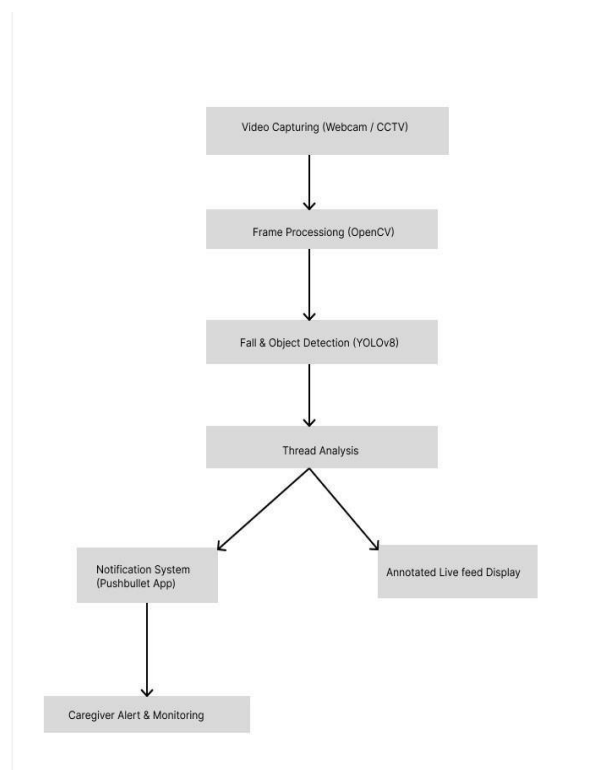 Video Capturing (Webcam / CCTV)
Frame Processiong (OpenCV)
Fall & Object Detection (YOLOv8)
Thread Analysis
Notification System
(Pushbullet App)
Annotated Live feed Display
Caregiver Alert & Monitoring